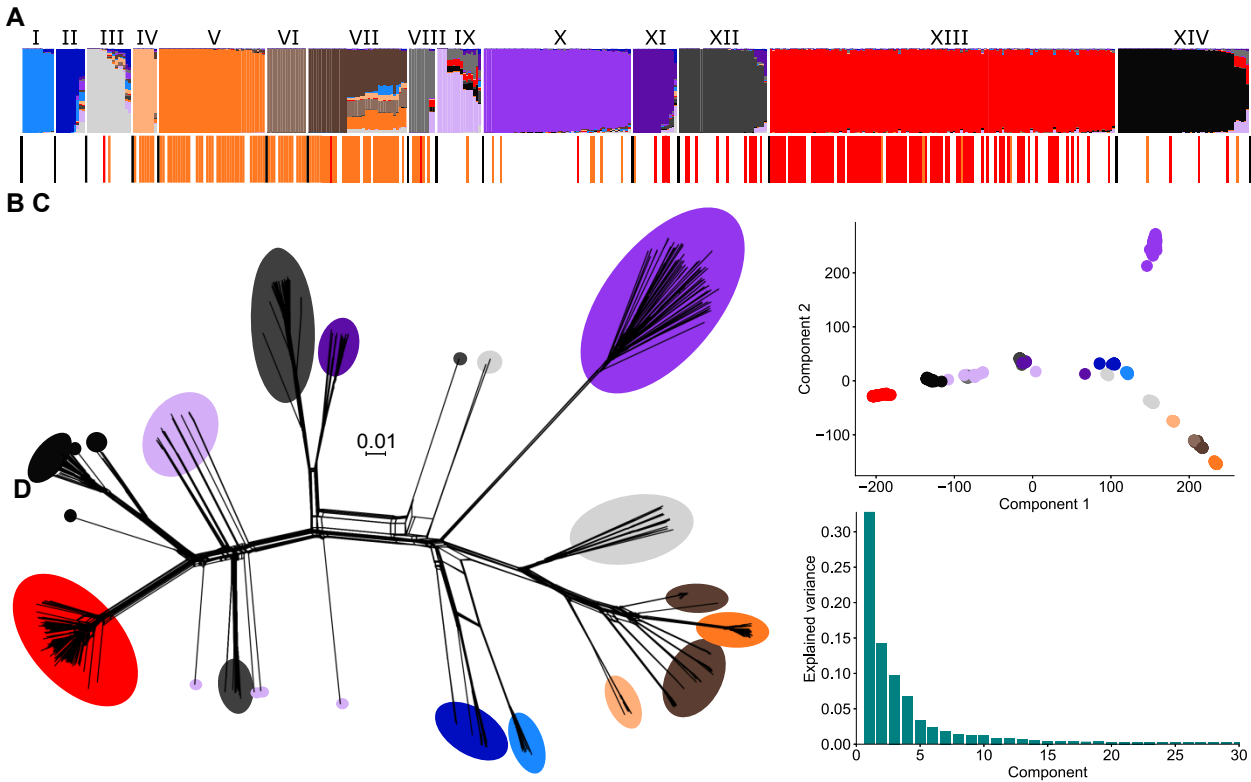 A
I II III IV V VI VII VIII IX X XI XII XIII XIV
B C
200
100
0
−100
Component 2
−200 −100 0 100 200
Component 1
0.01
D
0.30
0.25
0.20
0.15
0.10
0.05
0.00
Explained variance
0 5 10 15 20 25 30
Component